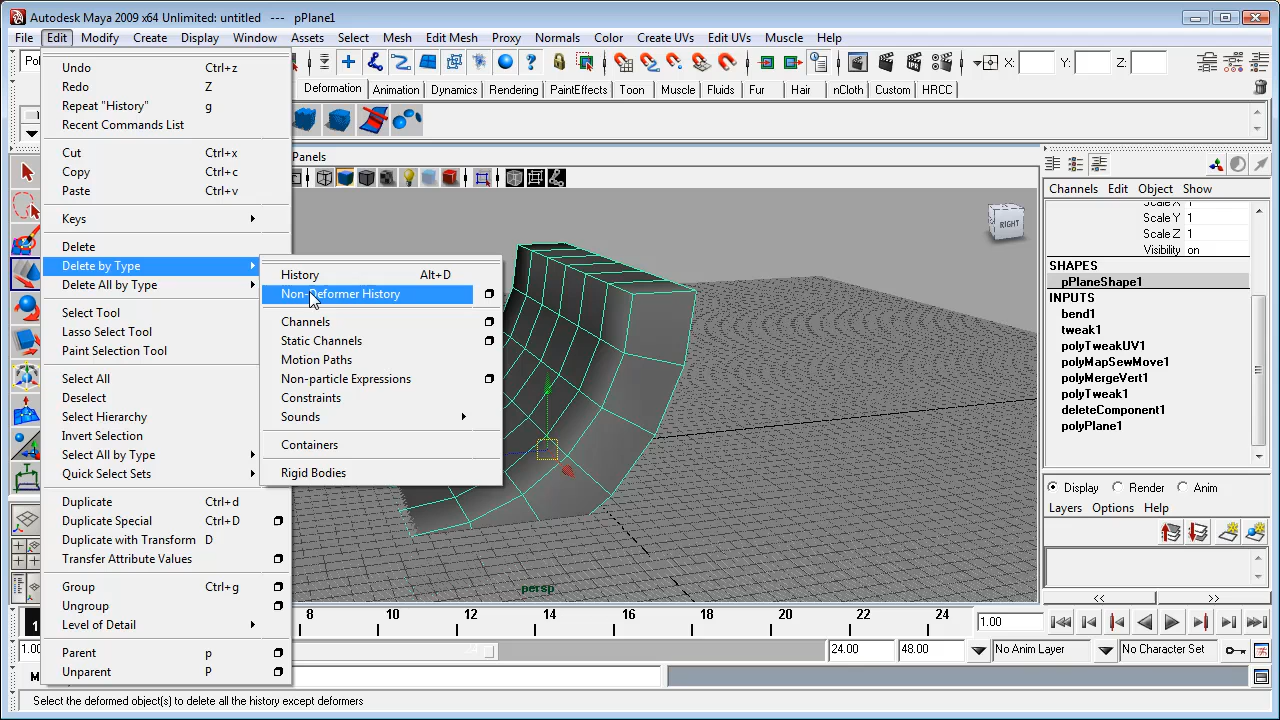 Autodesk Maya 2009 x64 Unlimited: untitled --- pPlane1
File Edit Modify Create Display Window Assets Select Mesh Edit Mesh Proxy Normals Color Create UVs Edit UVs Muscle Help
X: Y: Z:
Deformation Animation Dynamics Rendering PaintEffects Toon Muscle Fluids Fur Hair nCloth Custom HRCC
Undo Ctrl+z
Redo Z
Repeat "History" g
Recent Commands List
Cut Ctrl+x
Copy Ctrl+c
Paste Ctrl+v
Keys
Delete
Delete by Type
Delete All by Type
Select Tool
Lasso Select Tool
Paint Selection Tool
Select All
Deselect
Select Hierarchy
Invert Selection
Select All by Type
Quick Select Sets
Duplicate Ctrl+d
Duplicate Special Ctrl+D
Duplicate with Transform D
Transfer Attribute Values
Group Ctrl+g
Ungroup
Level of Detail
Parent p
Unparent P
History Alt+D
Non-Deformer History
Channels
Static Channels
Motion Paths
Non-particle Expressions
Constraints
Sounds
Containers
Rigid Bodies
Panels
RIGHT
persp
Channels Edit Object Show
Scale X 1
Scale Y 1
Scale Z 1
Visibility on
SHAPES
pPlaneShape1
INPUTS
bend1
tweak1
polyTweakUV1
polyMapSewMove1
polyMergeVert1
polyTweak1
deleteComponent1
polyPlane1
Display Render Anim
Layers Options Help
<< >>
1 8 10 12 14 16 18 20 22 24
1.00
24
24.00 48.00 No Anim Layer No Character Set
Select the deformed object(s) to delete all the history except deformers